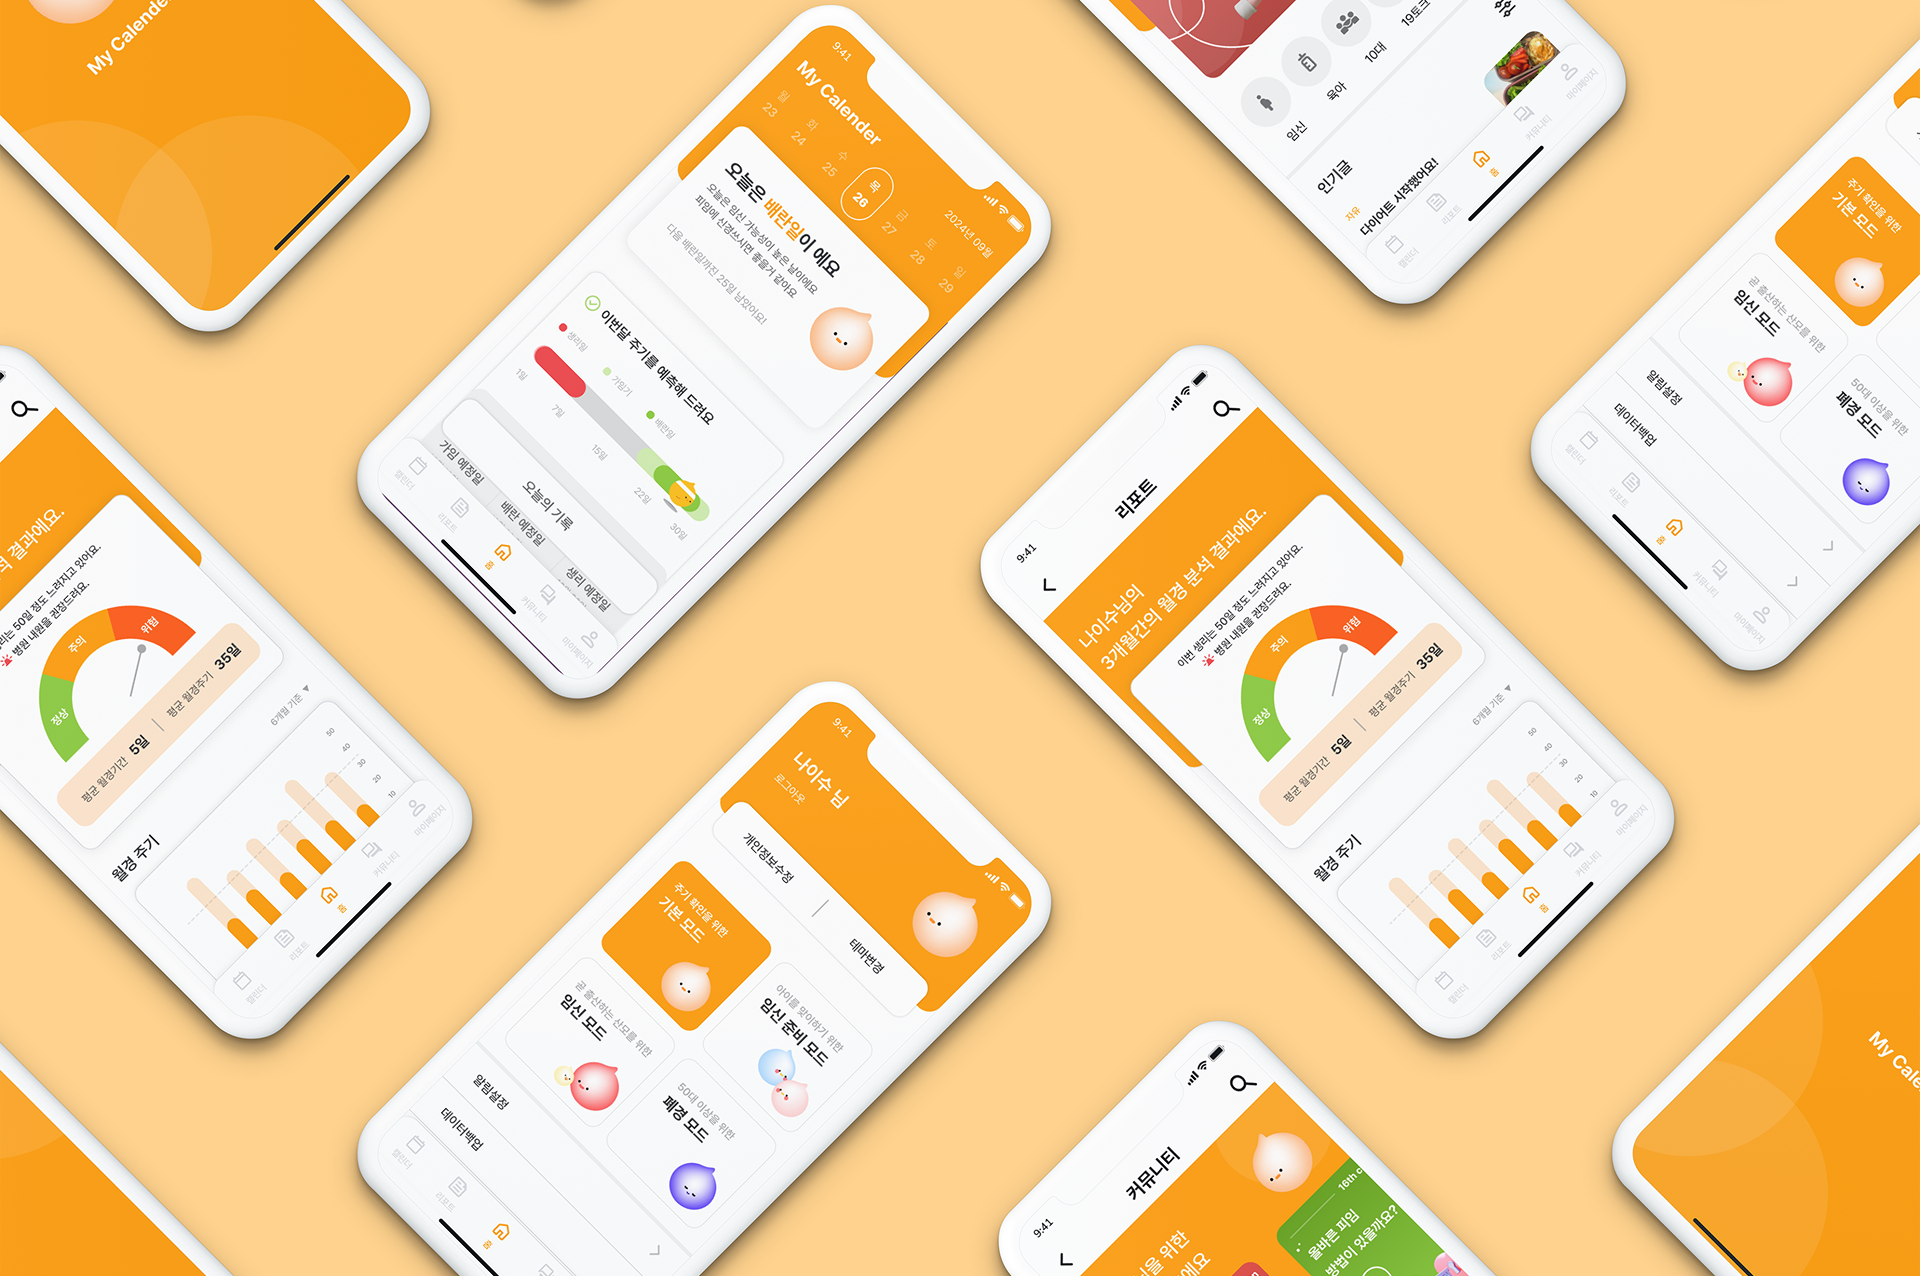 My Calender
9:41
My Calender
2024년 09월
월 화 수 목 금 토 일
23 24 25 26 27 28 29
오늘은 배란일이 에요
오늘은 임신 가능성이 높은 날이에요
피임에 신경쓰시면 좋을거 같아요
다음 배란일까진 25일 남았어요!
이번달 주기를 예측해 드려요
생리일
가임기
배란일
1일
7일
15일
22일
30일
오늘의 기록
가임 예정일
배란 예정일
생리 예정일
캘린더
리포트
홈
커뮤니티
마이페이지
임신
육아
10대
19토크
인기글
자유
다이어트 시작했어요!
캘린더
리포트
홈
커뮤니티
마이페이지
주기 확인을 위한
기본 모드
곧 출산하는 산모를 위한
임신 모드
50대 이상을 위한
폐경 모드
알림설정
데이터백업
캘린더
리포트
홈
커뮤니티
마이페이지
결과에요.
리는 50일 정도 느려지고 있어요.
병원 내원을 권장드려요.
정상
주의
위험
평균 월경기간 5일
평균 월경주기 35일
월경 주기
6개월 기준 ▼
50
40
30
20
10
캘린더
리포트
홈
커뮤니티
마이페이지
9:41
리포트
나이수님의
3개월간의 월경 분석 결과에요.
이번 생리는 50일 정도 느려지고 있어요.
병원 내원을 권장드려요.
정상
주의
위험
평균 월경기간 5일
평균 월경주기 35일
월경 주기
6개월 기준 ▼
50
40
30
20
10
캘린더
리포트
홈
커뮤니티
마이페이지
9:41
나이수 님
로그아웃
개인정보수정
테마변경
주기 확인을 위한
기본 모드
아이를 맞이하기 위한
임신 준비 모드
곧 출산하는 산모를 위한
임신 모드
50대 이상을 위한
폐경 모드
알림설정
데이터백업
캘린더
리포트
홈
9:41
커뮤니티
을 위한
에요
16th c
올바른 피임
방법이 있을까요?
My Cale